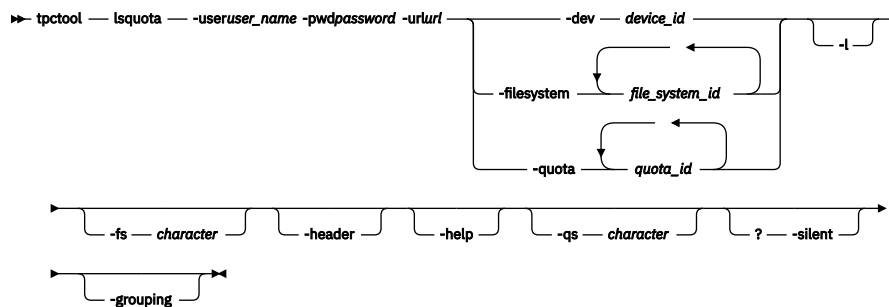 tpctool lsquota -useruser_name -pwdpassword -urlurl -dev device_id -l
-filesystem file_system_id
-quota quota_id
-fs character -header -help -qs character ? -silent
-grouping